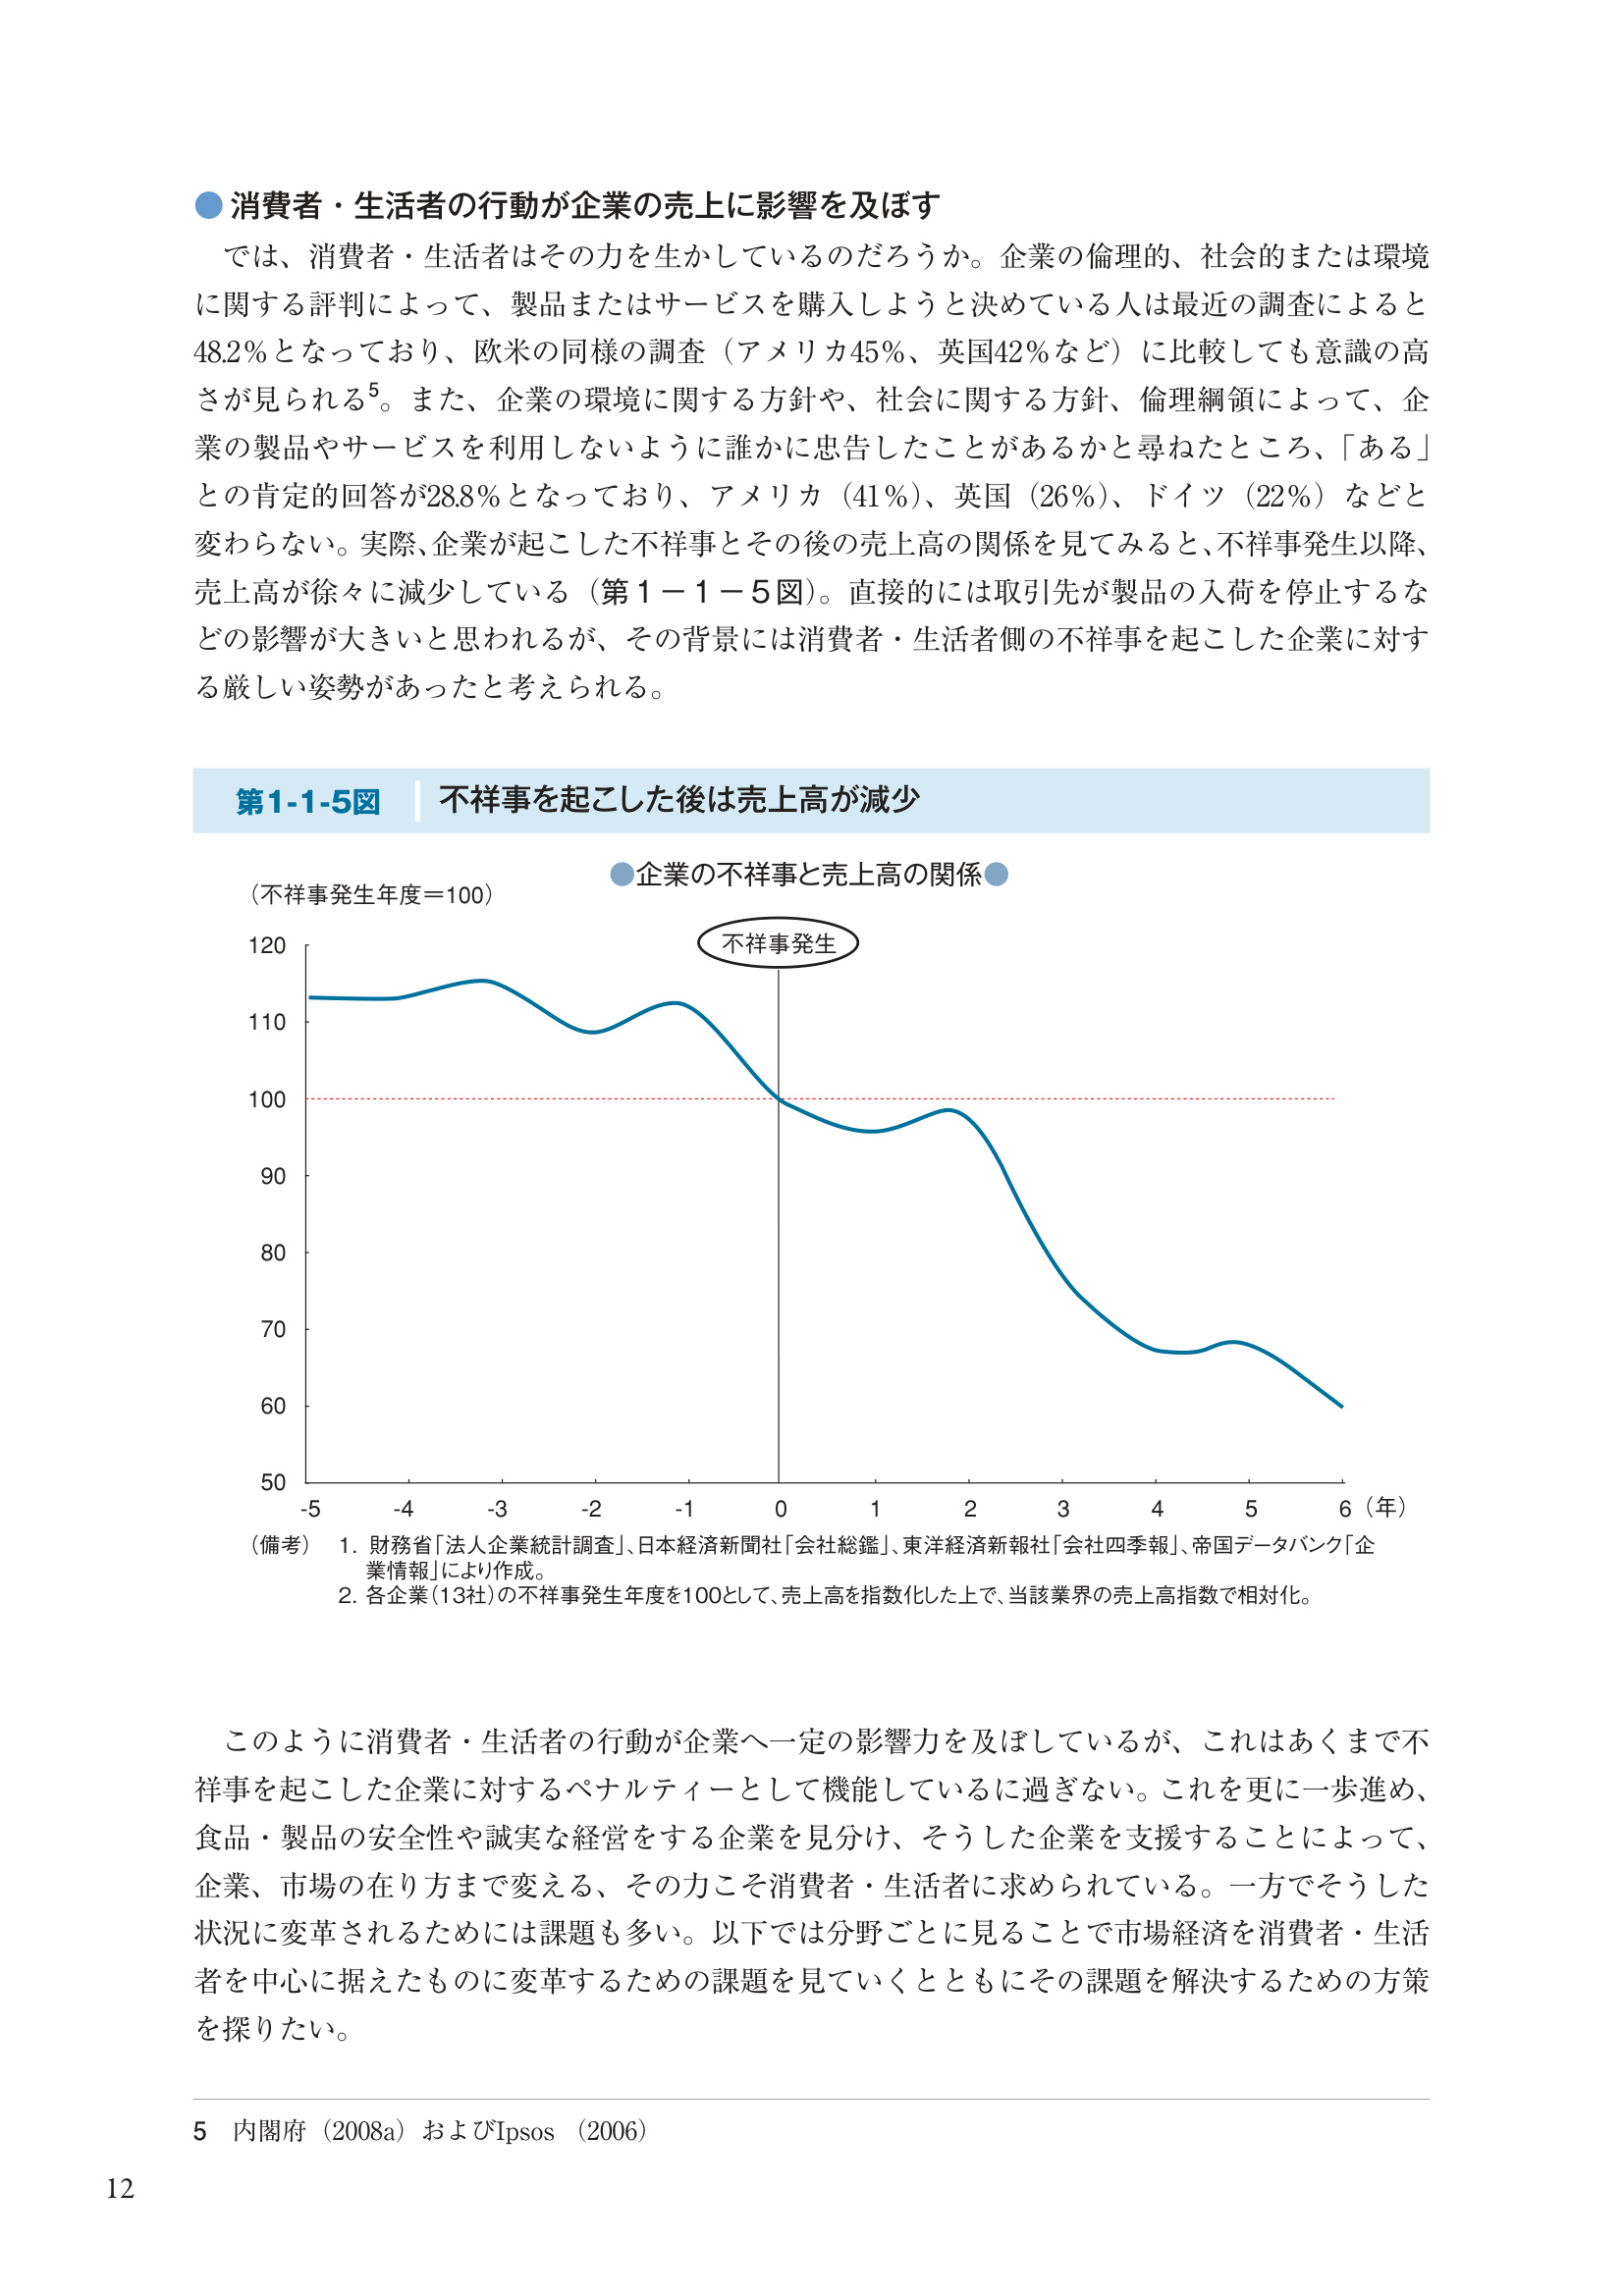 ●消費者・生活者の行動が企業の売上に影響を及ぼす
では、消費者・生活者はその力を生かしているのだろうか。企業の倫理的、社会的または環境
に関する評判によって、製品またはサービスを購入しようと決めている人は最近の調査によると
48.2％となっており、欧米の同様の調査（アメリカ45％、英国42％など）に比較しても意識の高
さが見られる5。また、企業の環境に関する方針や、社会に関する方針、倫理綱領によって、企
業の製品やサービスを利用しないように誰かに忠告したことがあるかと尋ねたところ、「ある」
との肯定的回答が28.8％となっており、アメリカ（41％）、英国（26％）、ドイツ（22％）などと
変わらない。実際、企業が起こした不祥事とその後の売上高の関係を見てみると、不祥事発生以降、
売上高が徐々に減少している（第１－１－５図）。直接的には取引先が製品の入荷を停止するな
どの影響が大きいと思われるが、その背景には消費者・生活者側の不祥事を起こした企業に対す
る厳しい姿勢があったと考えられる。
第1-1-5図 不祥事を起こした後は売上高が減少
●企業の不祥事と売上高の関係●
（不祥事発生年度＝100）
不祥事発生
120
110
100
90
80
70
60
50
-5 -4 -3 -2 -1 0 1 2 3 4 5 6（年）
（備考） 1. 財務省「法人企業統計調査」、日本経済新聞社「会社総鑑」、東洋経済新報社「会社四季報」、帝国データバンク「企
業情報」により作成。
2. 各企業（13社）の不祥事発生年度を100として、売上高を指数化した上で、当該業界の売上高指数で相対化。
このように消費者・生活者の行動が企業へ一定の影響力を及ぼしているが、これはあくまで不
祥事を起こした企業に対するペナルティーとして機能しているに過ぎない。これを更に一歩進め、
食品・製品の安全性や誠実な経営をする企業を見分け、そうした企業を支援することによって、
企業、市場の在り方まで変える、その力こそ消費者・生活者に求められている。一方でそうした
状況に変革されるためには課題も多い。以下では分野ごとに見ることで市場経済を消費者・生活
者を中心に据えたものに変革するための課題を見ていくとともにその課題を解決するための方策
を探りたい。
5 内閣府（2008a）およびIpsos （2006）
12